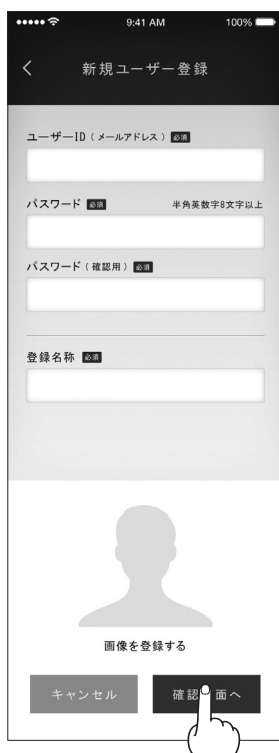 9:41 AM 100%
新規ユーザー登録
ユーザーID（メールアドレス）必須
パスワード 必須 半角英数字8文字以上
パスワード（確認用）必須
登録名称 必須
画像を登録する
キャンセル 確認画面へ